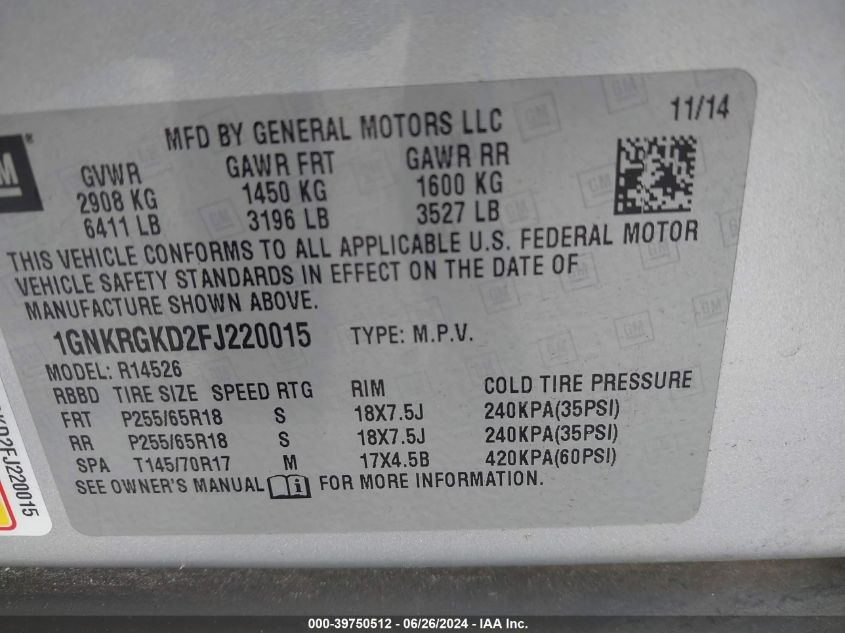 11/14
MFD BY GENERAL MOTORS LLC
GM®
GVWR GAWR FRT GAWR RR
2908 KG 1450 KG 1600 KG
6411 LB 3196 LB 3527 LB
THIS VEHICLE CONFORMS TO ALL APPLICABLE U.S. FEDERAL MOTOR
VEHICLE SAFETY STANDARDS IN EFFECT ON THE DATE OF
MANUFACTURE SHOWN ABOVE.
1GNKRGKD2FJ220015 TYPE: M.P.V.
MODEL: R14526
RBBD TIRE SIZE SPEED RTG RIM COLD TIRE PRESSURE
FRT P255/65R18 S 18X7.5J 240KPA(35PSI)
RR P255/65R18 S 18X7.5J 240KPA(35PSI)
SPA T145/70R17 M 17X4.5B 420KPA(60PSI)
SEE OWNER'S MANUAL FOR MORE INFORMATION.
KD2FJ220015
000-39750512 - 06/26/2024 - IAA Inc.